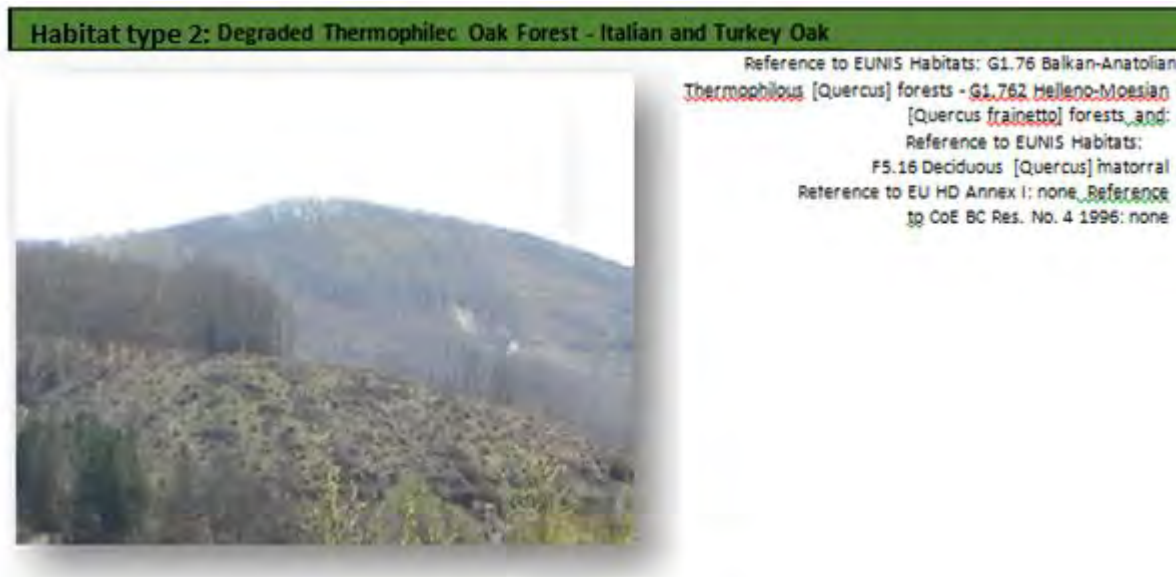 Habitat type 2: Degraded Thermophilec Oak Forest - Italian and Turkey Oak
Reference to EUNIS Habitats: G1.76 Balkan-Anatolian
Thermophilous [Quercus] forests - G1.762 Helleno-Moesian
[Quercus frainetto] forests and:
Reference to EUNIS Habitats:
F5.16 Deciduous [Quercus] matorral
Reterence to EU HD Annex I: none Reference
to CoE BC Res. No. 4 1996: none